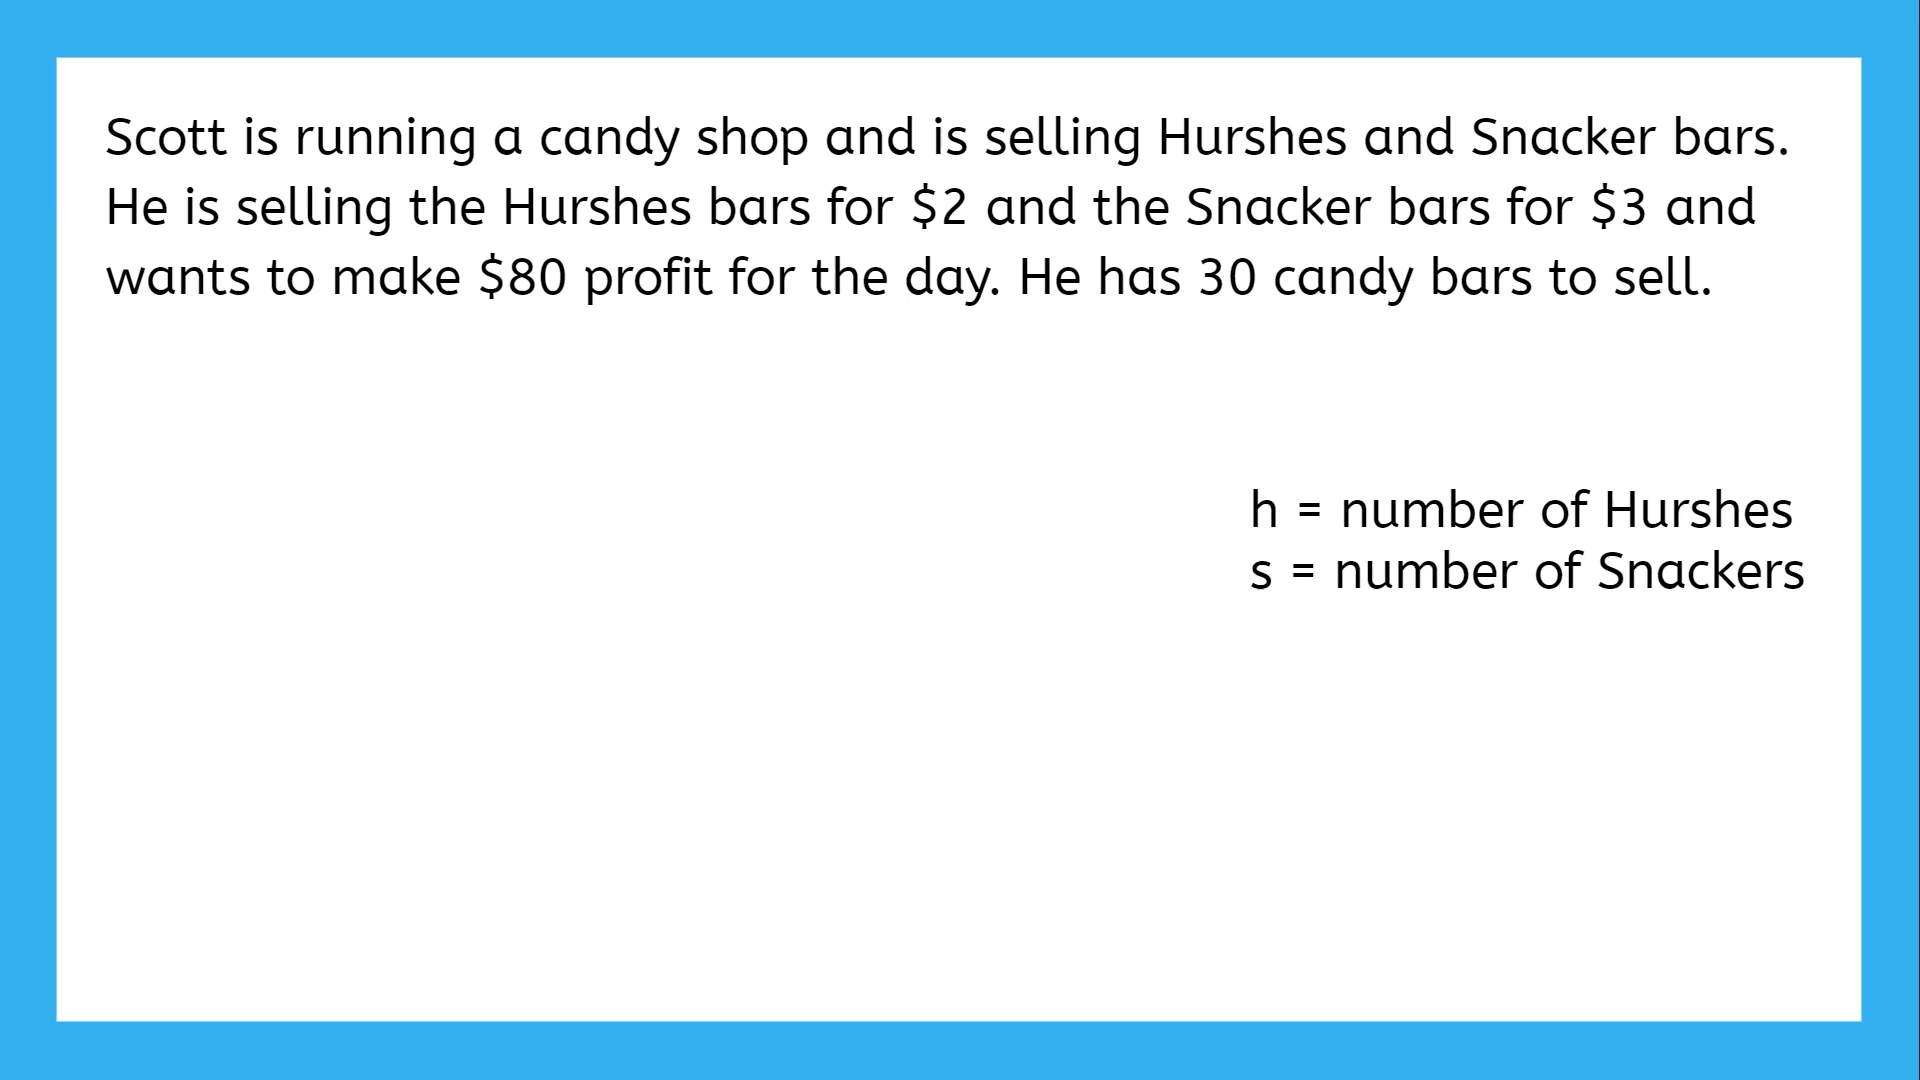 Scott is running a candy shop and is selling Hurshes and Snacker bars.
He is selling the Hurshes bars for $2 and the Snacker bars for $3 and
wants to make $80 profit for the day. He has 30 candy bars to sell.
h = number of Hurshes
s = number of Snackers